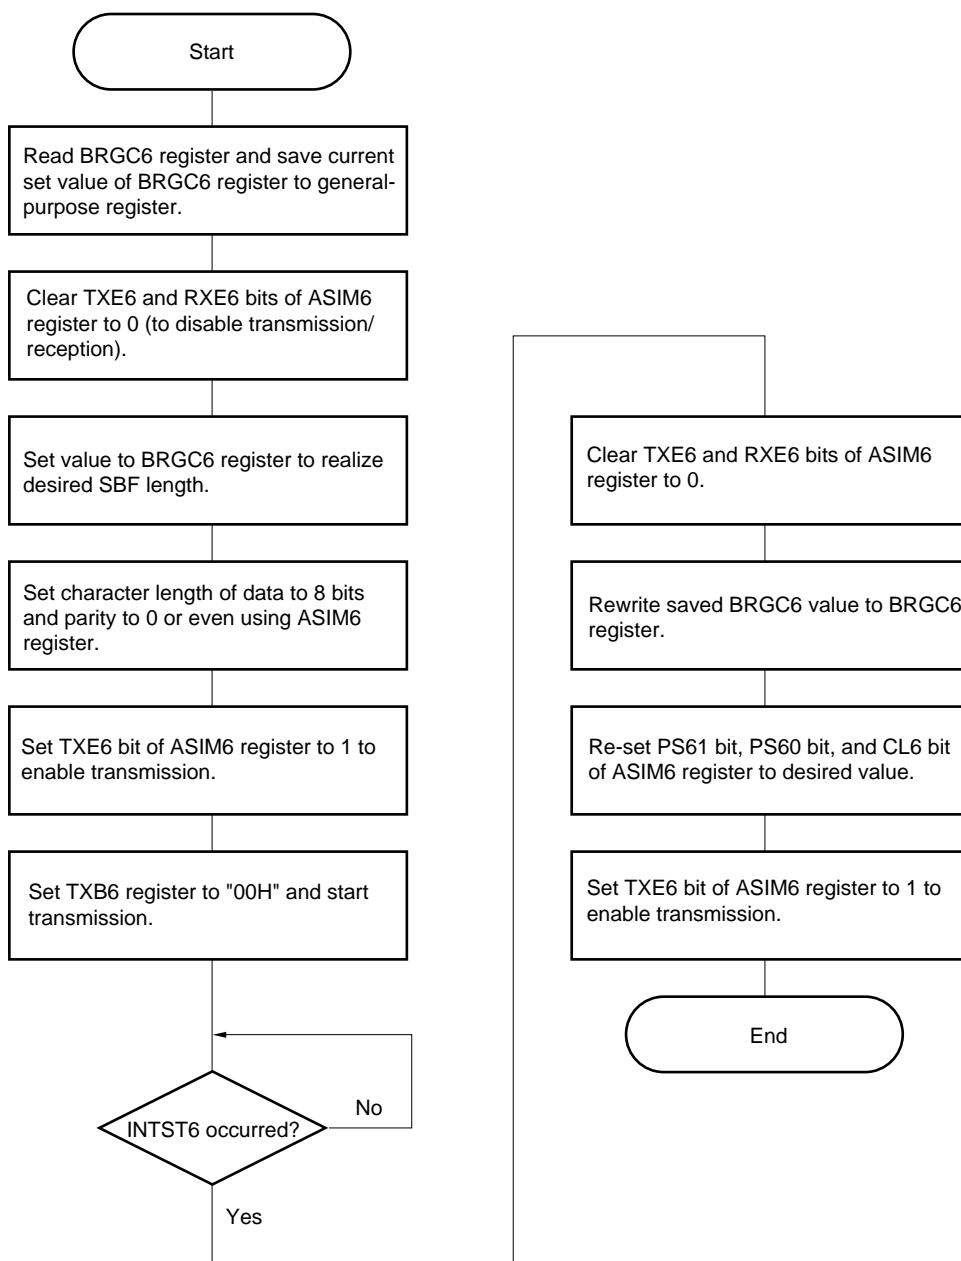 Start
Read BRGC6 register and save current
set value of BRGC6 register to general-
purpose register.
Clear TXE6 and RXE6 bits of ASIM6
register to 0 (to disable transmission/
reception).
Set value to BRGC6 register to realize
desired SBF length.
Set character length of data to 8 bits
and parity to 0 or even using ASIM6
register.
Set TXE6 bit of ASIM6 register to 1 to
enable transmission.
Set TXB6 register to "00H" and start
transmission.
INTST6 occurred?
No
Yes
Clear TXE6 and RXE6 bits of ASIM6
register to 0.
Rewrite saved BRGC6 value to BRGC6
register.
Re-set PS61 bit, PS60 bit, and CL6 bit
of ASIM6 register to desired value.
Set TXE6 bit of ASIM6 register to 1 to
enable transmission.
End